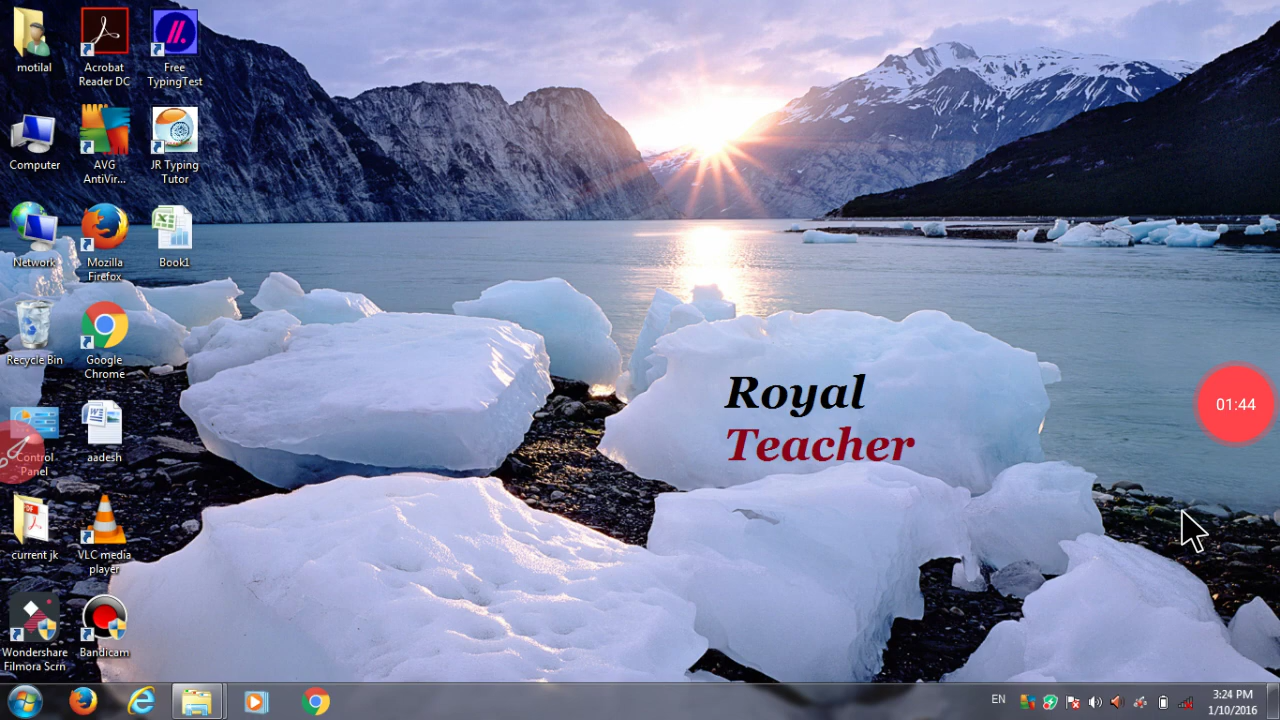 motilal
Acrobat
Reader DC
Free
TypingTest
Computer
AVG
AntiVir...
JR Typing
Tutor
Network
Mozilla
Firefox
Book1
Recycle Bin
Google
Chrome
Control
Panel
aadesh
current jk
VLC media
player
Wondershare
Filmora Scrn
Bandicam
Royal
Teacher
01:44
EN
3:24 PM
1/10/2016